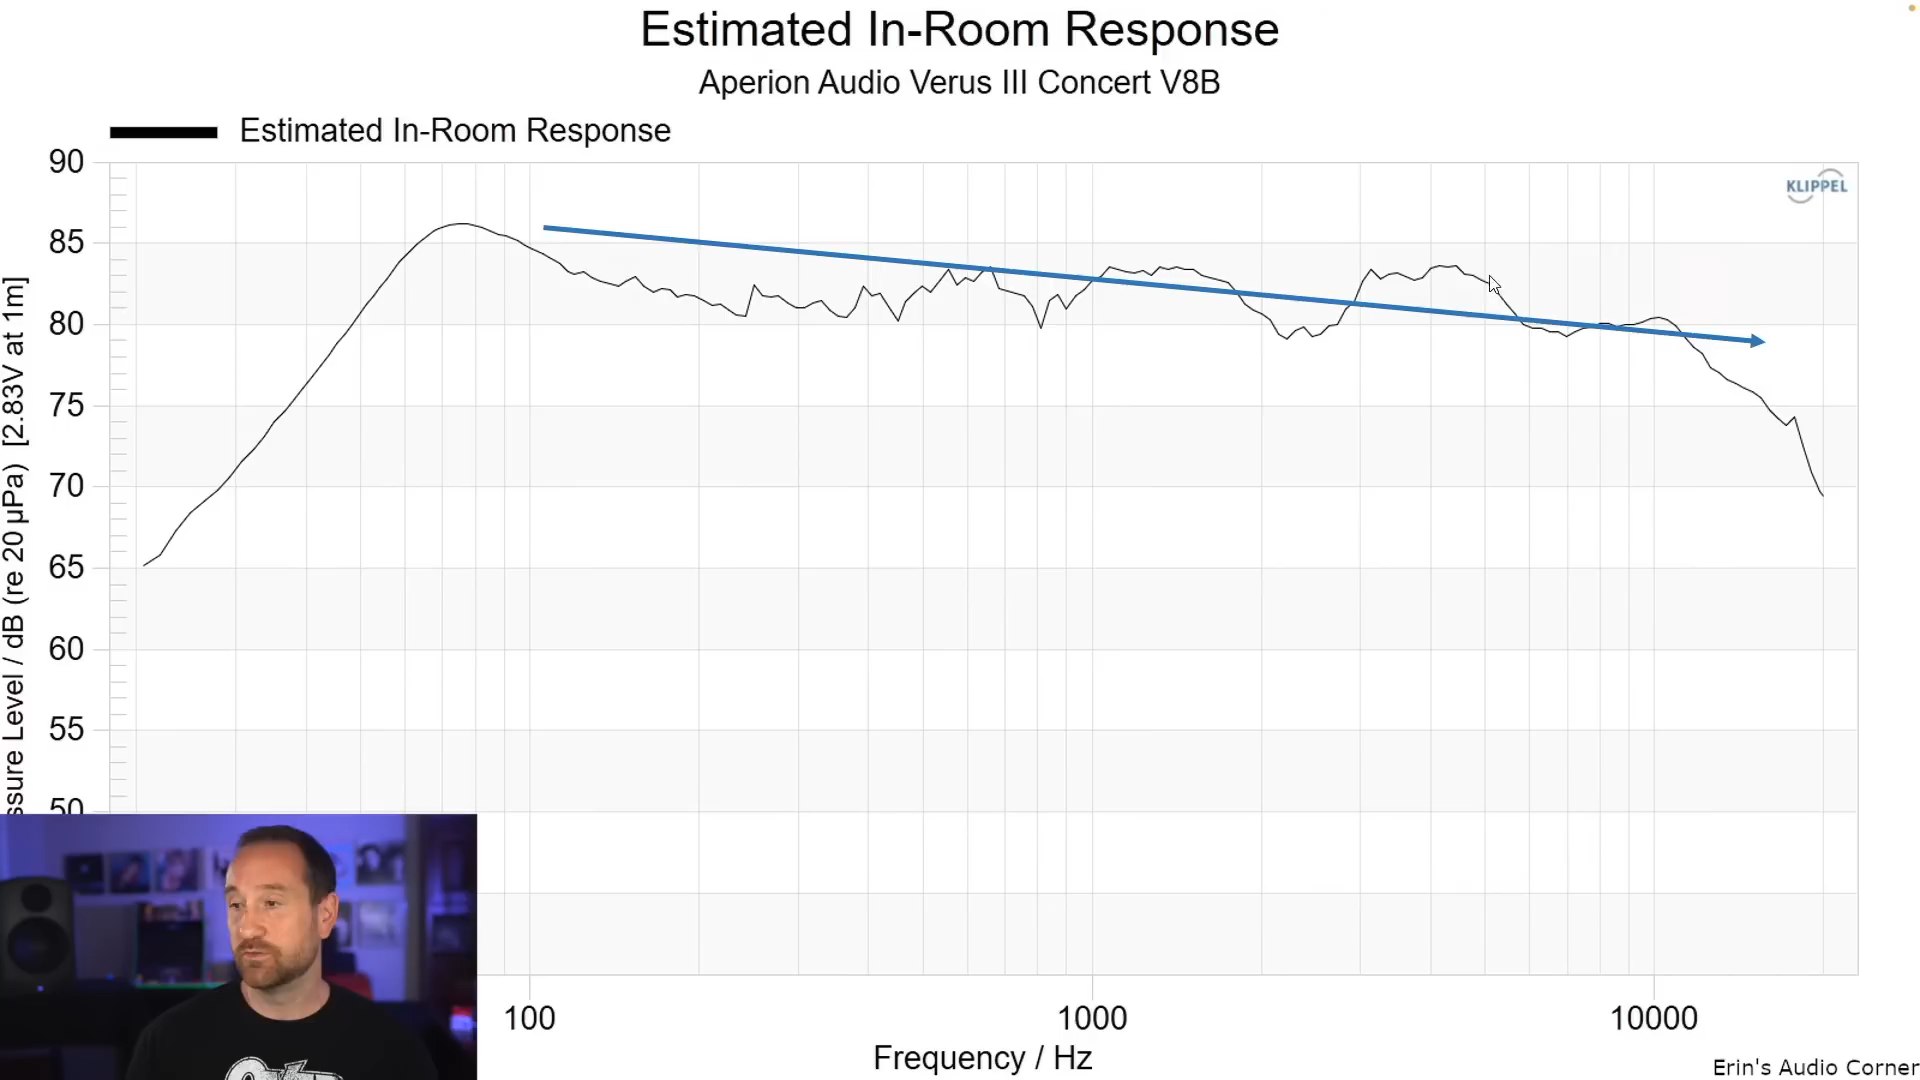 Estimated In-Room Response
Aperion Audio Verus III Concert V8B
Estimated In-Room Response
KLIPPEL
90
85
80
75
70
65
60
55
50
ssure Level / dB (re 20 µPa) [2.83V at 1m]
100
1000
10000
Frequency / Hz
Erin's Audio Corner